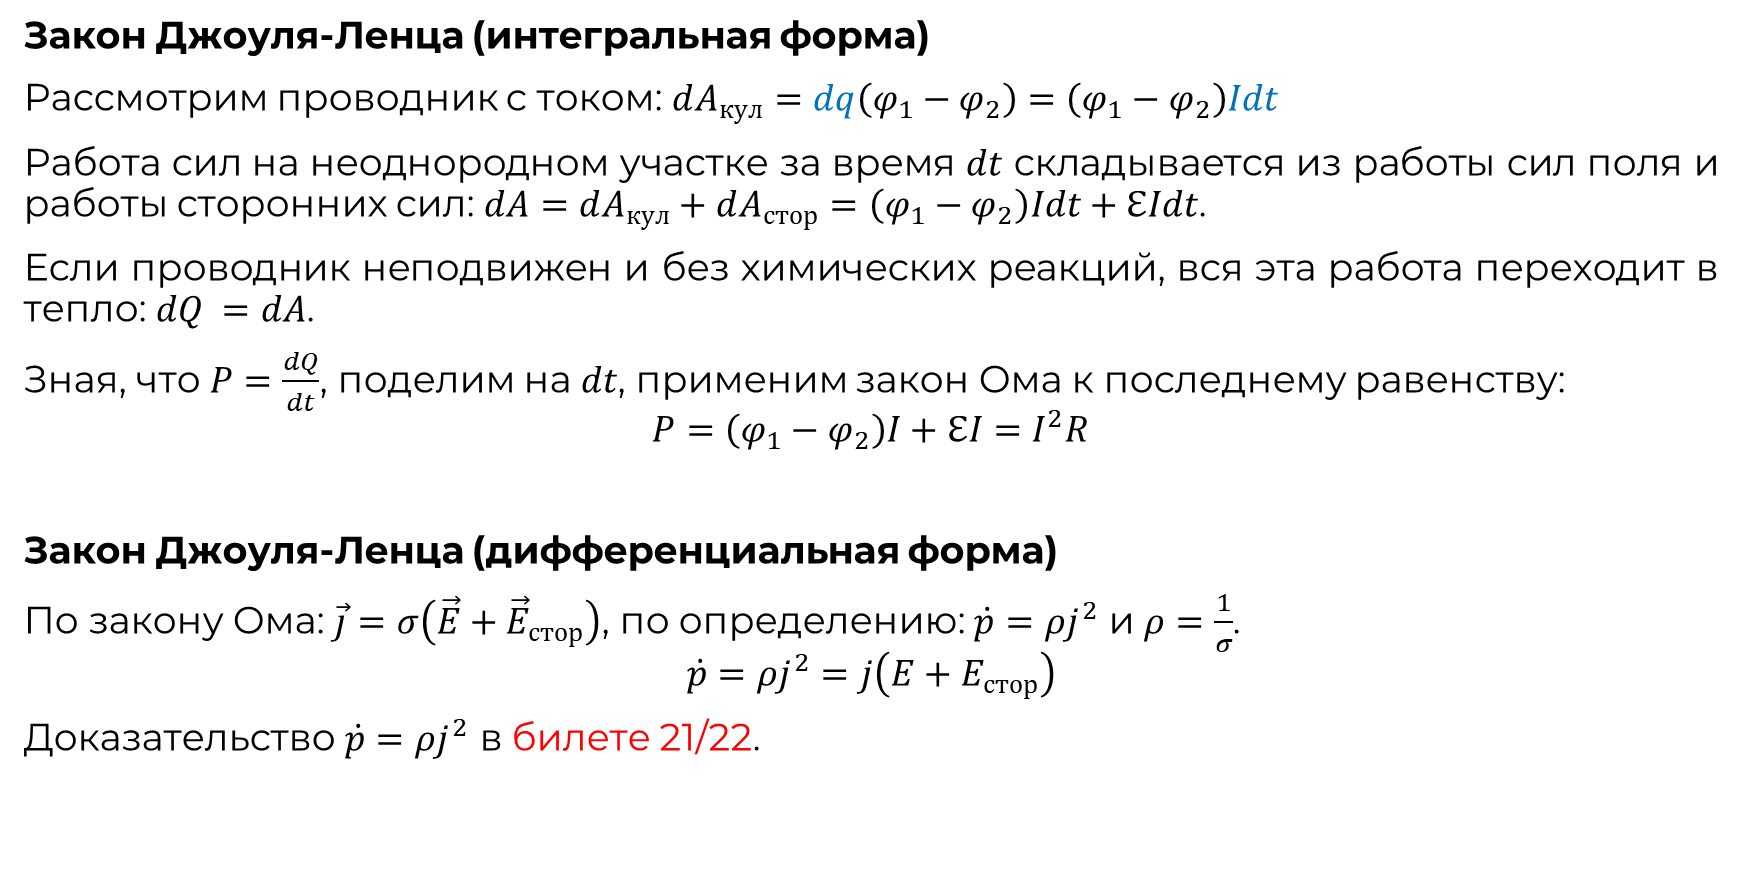 Закон Джоуля-Ленца (интегральная форма)
Рассмотрим проводник с током: dA_кул = dq(φ₁ − φ₂) = (φ₁ − φ₂)Idt
Работа сил на неоднородном участке за время dt складывается из работы сил поля и
работы сторонних сил: dA = dA_кул + dA_стор = (φ₁ − φ₂)Idt + ƐIdt.
Если проводник неподвижен и без химических реакций, вся эта работа переходит в
тепло: dQ = dA.
Зная, что P = dQ/dt, поделим на dt, применим закон Ома к последнему равенству:
P = (φ₁ − φ₂)I + ƐI = I²R
Закон Джоуля-Ленца (дифференциальная форма)
По закону Ома: j⃗ = σ(E⃗ + E⃗_стор), по определению: ṗ = ρj² и ρ = 1/σ.
ṗ = ρj² = j(E + E_стор)
Доказательство ṗ = ρj² в билете 21/22.